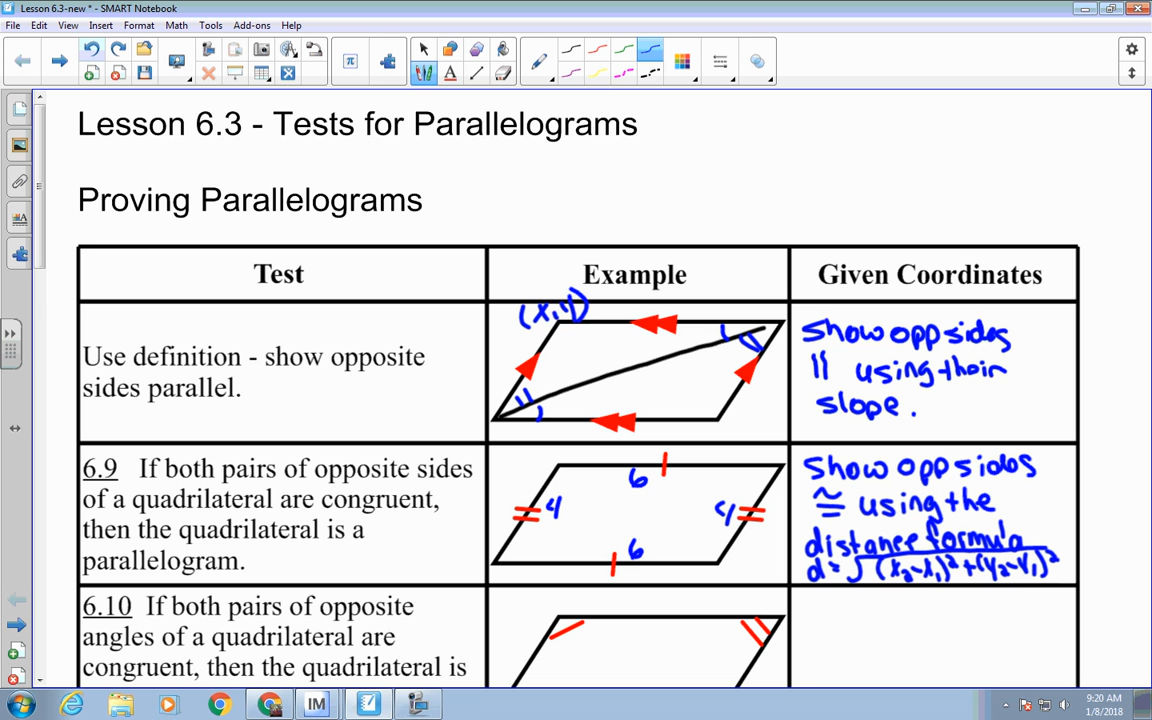 Lesson 6.3-new * - SMART Notebook
File Edit View Insert Format Math Tools Add-ons Help
Lesson 6.3 - Tests for Parallelograms
Proving Parallelograms
Test Example Given Coordinates
Use definition - show opposite
sides parallel.
(x,y)
show opp sides
|| using their
slope.
6.9 If both pairs of opposite sides
of a quadrilateral are congruent,
then the quadrilateral is a
parallelogram.
6
4 4
6
show opp sides
≅ using the
distance formula
d=√(x₂-x₁)²+(y₂-y₁)²
6.10 If both pairs of opposite
angles of a quadrilateral are
congruent, then the quadrilateral is
IM
9:20 AM
1/8/2018